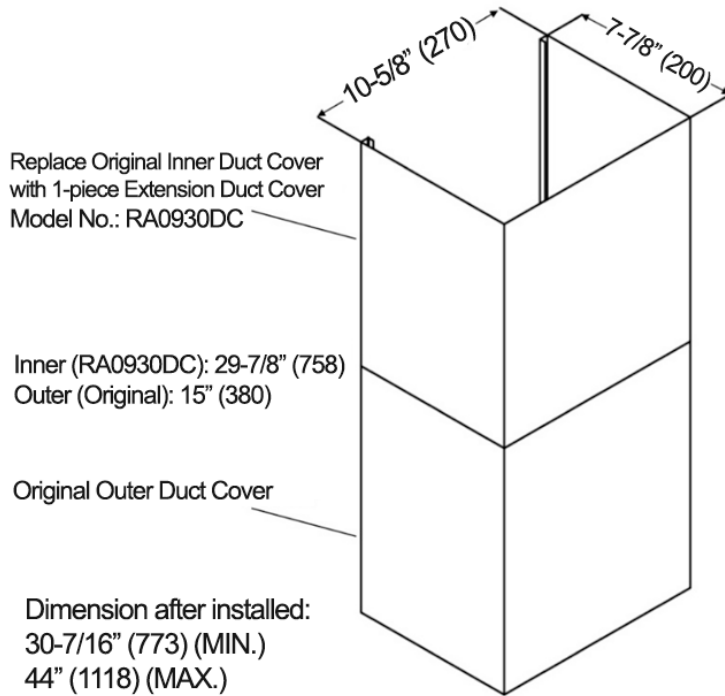 10-5/8” (270)
7-7/8” (200)
Replace Original Inner Duct Cover
with 1-piece Extension Duct Cover
Model No.: RA0930DC
Inner (RA0930DC): 29-7/8” (758)
Outer (Original): 15” (380)
Original Outer Duct Cover
Dimension after installed:
30-7/16” (773) (MIN.)
44” (1118) (MAX.)